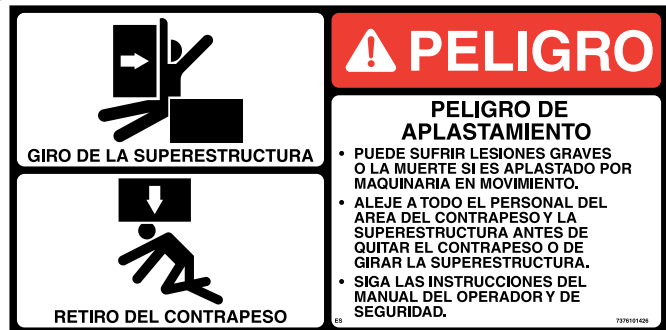 GIRO DE LA SUPERESTRUCTURA
RETIRO DEL CONTRAPESO
PELIGRO
PELIGRO DE
APLASTAMIENTO
• PUEDE SUFRIR LESIONES GRAVES
O LA MUERTE SI ES APLASTADO POR
MAQUINARIA EN MOVIMIENTO.
• ALEJE A TODO EL PERSONAL DEL
AREA DEL CONTRAPESO Y LA
SUPERESTRUCTURA ANTES DE
QUITAR EL CONTRAPESO O DE
GIRAR LA SUPERESTRUCTURA.
• SIGA LAS INSTRUCCIONES DEL
MANUAL DEL OPERADOR Y DE
SEGURIDAD.
ES
7376101426